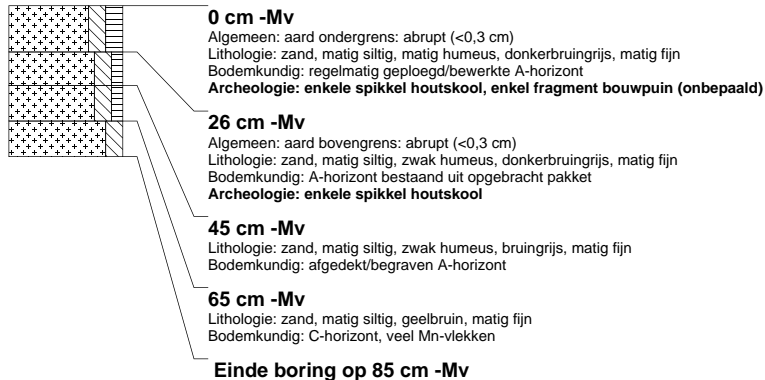 0 cm -Mv
Algemeen: aard ondergrens: abrupt (<0,3 cm)
Lithologie: zand, matig siltig, matig humeus, donkerbruingrijs, matig fijn
Bodemkundig: regelmatig geploegd/bewerkte A-horizont
Archeologie: enkele spikkel houtskool, enkel fragment bouwpuin (onbepaald)
26 cm -Mv
Algemeen: aard bovengrens: abrupt (<0,3 cm)
Lithologie: zand, matig siltig, zwak humeus, donkerbruingrijs, matig fijn
Bodemkundig: A-horizont bestaand uit opgebracht pakket
Archeologie: enkele spikkel houtskool
45 cm -Mv
Lithologie: zand, matig siltig, zwak humeus, bruingrijs, matig fijn
Bodemkundig: afgedekt/begraven A-horizont
65 cm -Mv
Lithologie: zand, matig siltig, geelbruin, matig fijn
Bodemkundig: C-horizont, veel Mn-vlekken
Einde boring op 85 cm -Mv